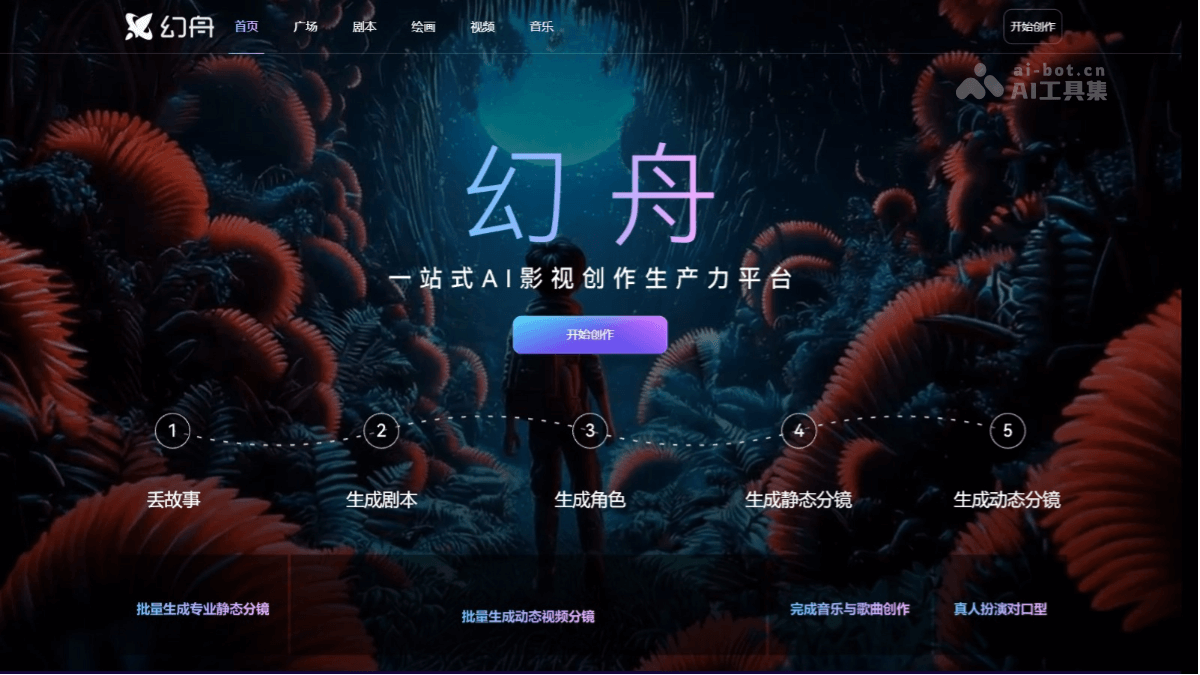 幻舟 首页 广场 剧本 绘画 视频 音乐 开始创作
ai-bot.cn
AI工具集
幻舟
一站式AI影视创作生产力平台
开始创作
1 2 3 4 5
丢故事 生成剧本 生成角色 生成静态分镜 生成动态分镜
批量生成专业静态分镜 批量生成动态视频分镜 完成音乐与歌曲创作 真人扮演对口型